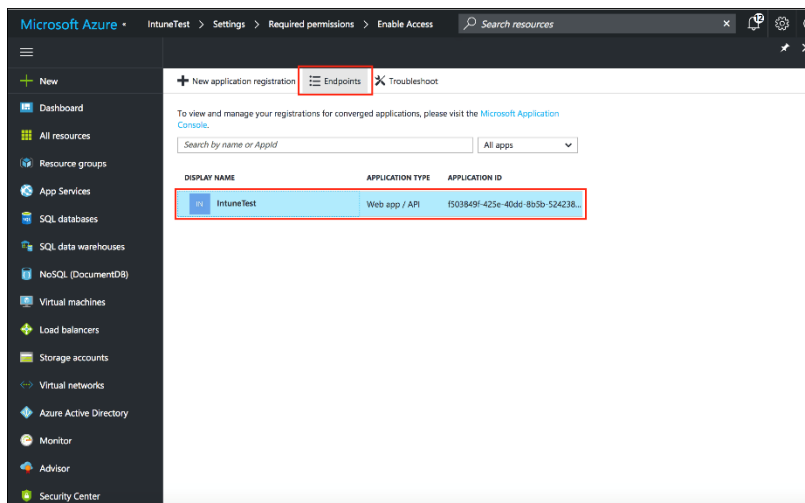 Microsoft Azure
IntuneTest > Settings > Required permissions > Enable Access
Search resources
12
New
New application registration
Endpoints
Troubleshoot
To view and manage your registrations for converged applications, please visit the Microsoft Application
Console.
Search by name or AppId
All apps
DISPLAY NAME
APPLICATION TYPE
APPLICATION ID
IN
IntuneTest
Web app / API
f503849f-425e-40dd-8b5b-524238...
Dashboard
All resources
Resource groups
App Services
SQL databases
SQL data warehouses
NoSQL (DocumentDB)
Virtual machines
Load balancers
Storage accounts
Virtual networks
Azure Active Directory
Monitor
Advisor
Security Center